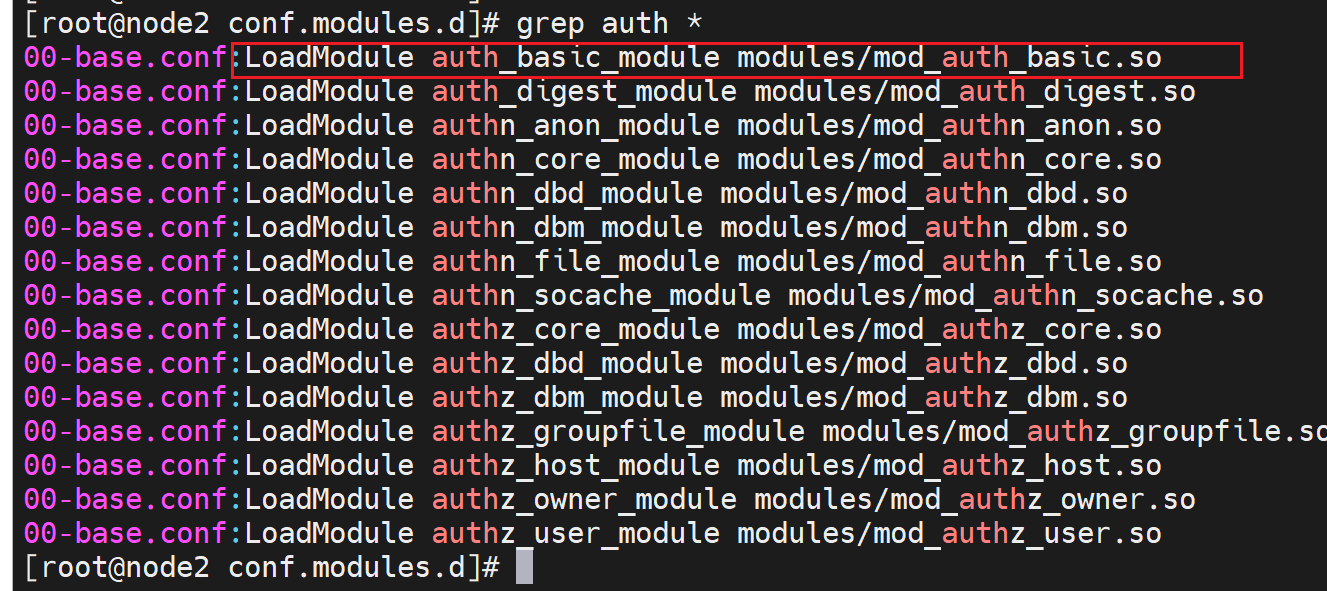 [root@node2 conf.modules.d]# grep auth *
00-base.conf:LoadModule auth_basic_module modules/mod_auth_basic.so
00-base.conf:LoadModule auth_digest_module modules/mod_auth_digest.so
00-base.conf:LoadModule authn_anon_module modules/mod_authn_anon.so
00-base.conf:LoadModule authn_core_module modules/mod_authn_core.so
00-base.conf:LoadModule authn_dbd_module modules/mod_authn_dbd.so
00-base.conf:LoadModule authn_dbm_module modules/mod_authn_dbm.so
00-base.conf:LoadModule authn_file_module modules/mod_authn_file.so
00-base.conf:LoadModule authn_socache_module modules/mod_authn_socache.so
00-base.conf:LoadModule authz_core_module modules/mod_authz_core.so
00-base.conf:LoadModule authz_dbd_module modules/mod_authz_dbd.so
00-base.conf:LoadModule authz_dbm_module modules/mod_authz_dbm.so
00-base.conf:LoadModule authz_groupfile_module modules/mod_authz_groupfile.so
00-base.conf:LoadModule authz_host_module modules/mod_authz_host.so
00-base.conf:LoadModule authz_owner_module modules/mod_authz_owner.so
00-base.conf:LoadModule authz_user_module modules/mod_authz_user.so
[root@node2 conf.modules.d]#